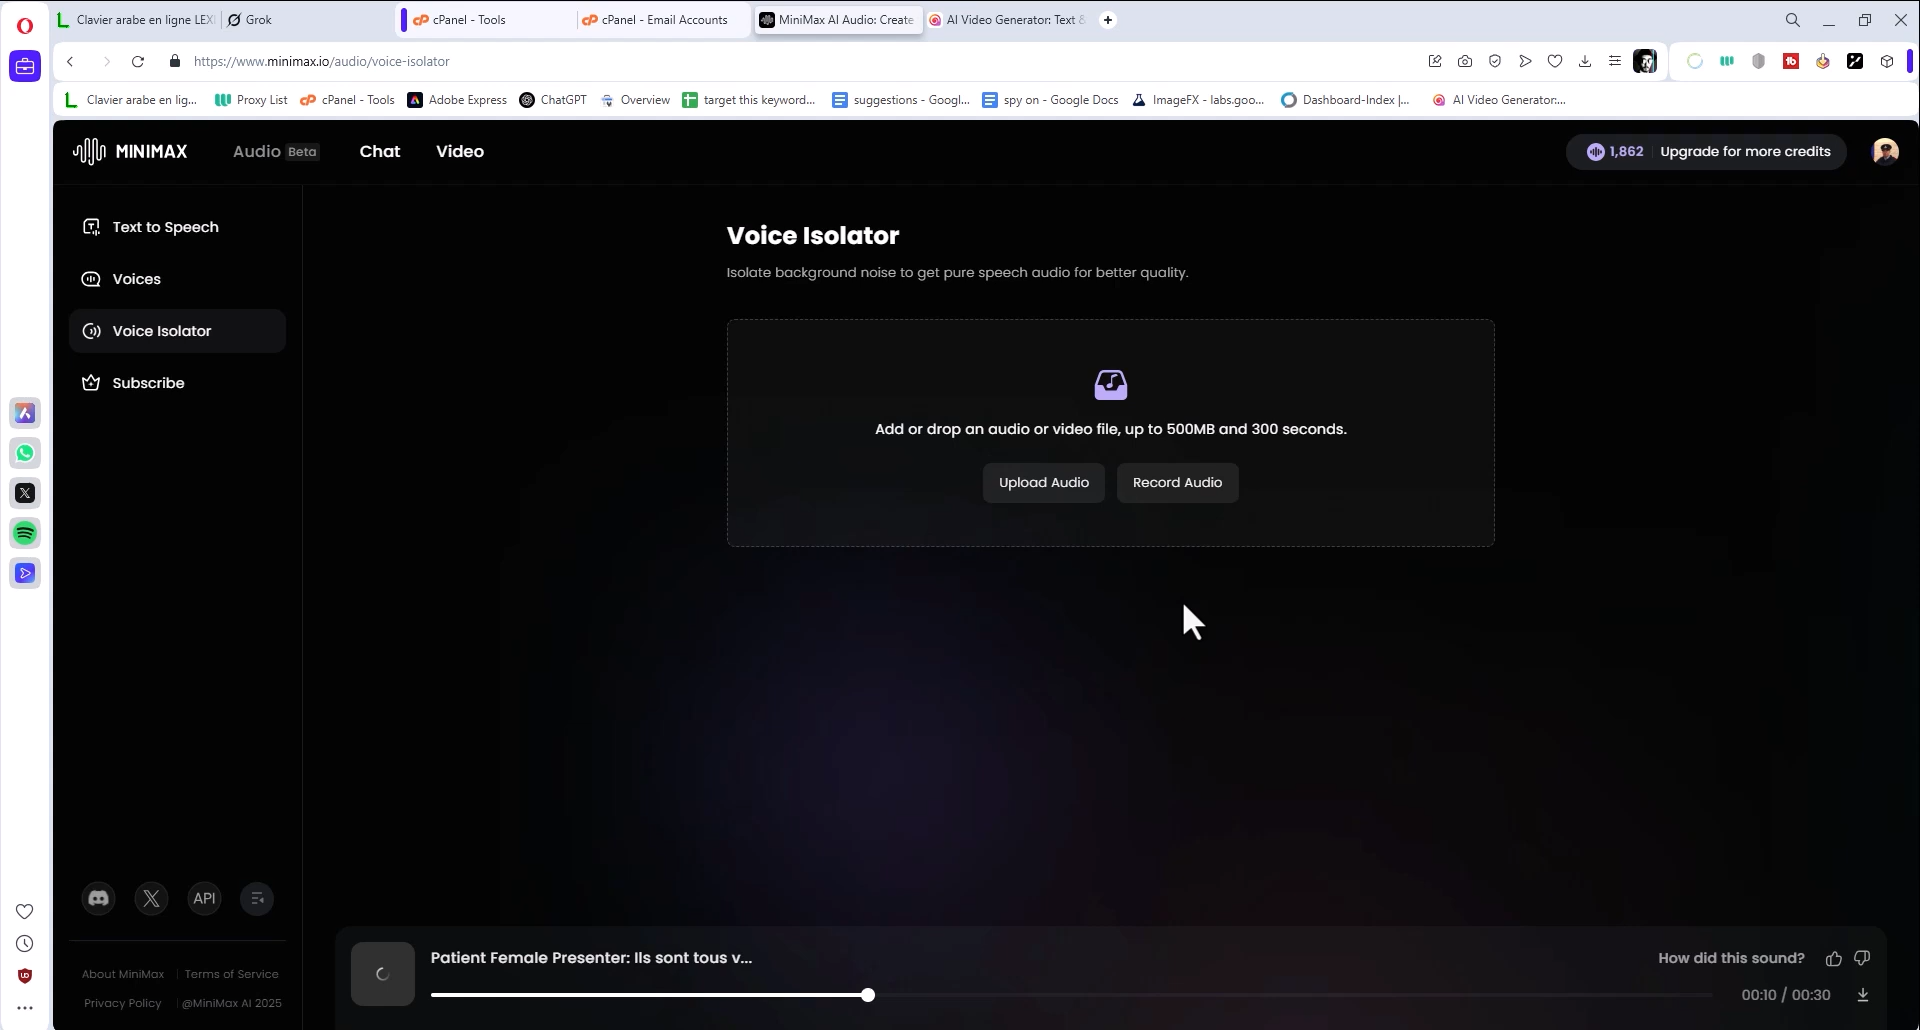 Clavier arabe en ligne LEX
Grok
cPanel - Tools
cPanel - Email Accounts
MiniMax AI Audio: Create
AI Video Generator: Text &
https://www.minimax.io/audio/voice-isolator
Clavier arabe en lig...
Proxy List
cPanel - Tools
Adobe Express
ChatGPT
Overview
target this keyword...
suggestions - Googl...
spy on - Google Docs
ImageFX - labs.goo...
Dashboard-Index |...
AI Video Generator:...
MINIMAX
Audio Beta
Chat
Video
1,862
Upgrade for more credits
Text to Speech
Voices
Voice Isolator
Subscribe
Voice Isolator
Isolate background noise to get pure speech audio for better quality.
Add or drop an audio or video file, up to 500MB and 300 seconds.
Upload Audio
Record Audio
API
About MiniMax
Terms of Service
Privacy Policy
@MiniMax AI 2025
Patient Female Presenter: Ils sont tous v...
How did this sound?
00:10 / 00:30